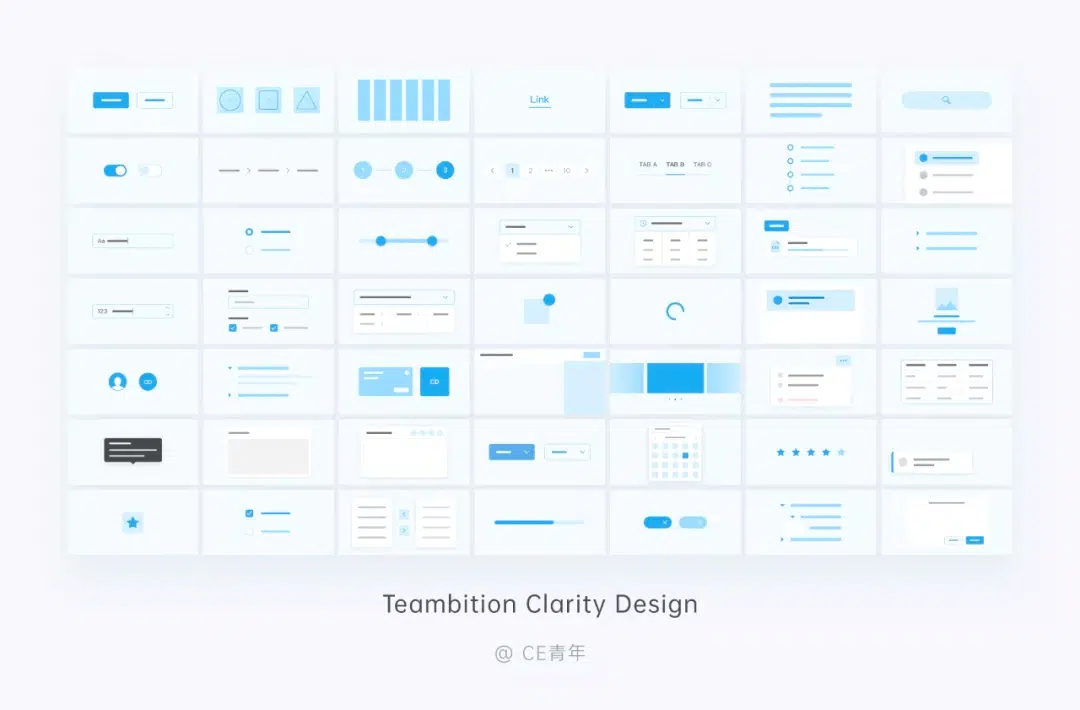 Link
1 2 3
1 2 ••• 10
TAB A TAB B TAB C
Aa
123
CD
Teambition Clarity Design
@ CE青年